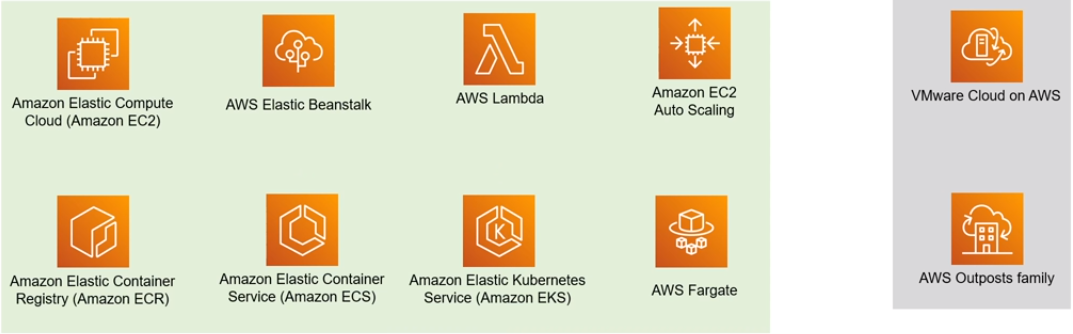 Amazon Elastic Compute
Cloud (Amazon EC2)
AWS Elastic Beanstalk
AWS Lambda
Amazon EC2
Auto Scaling
VMware Cloud on AWS
Amazon Elastic Container
Registry (Amazon ECR)
Amazon Elastic Container
Service (Amazon ECS)
K
Amazon Elastic Kubernetes
Service (Amazon EKS)
AWS Fargate
AWS Outposts family